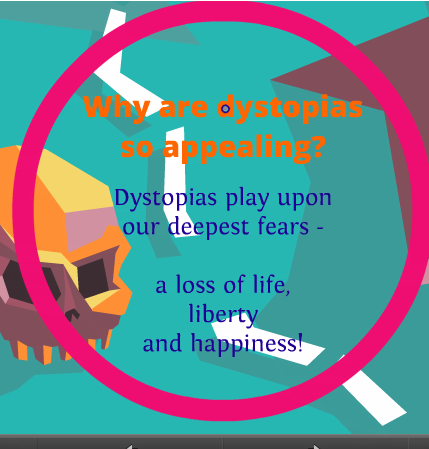 Why are dystopias
so appealing?
Dystopias play upon
our deepest fears -
a loss of life,
liberty
and happiness!